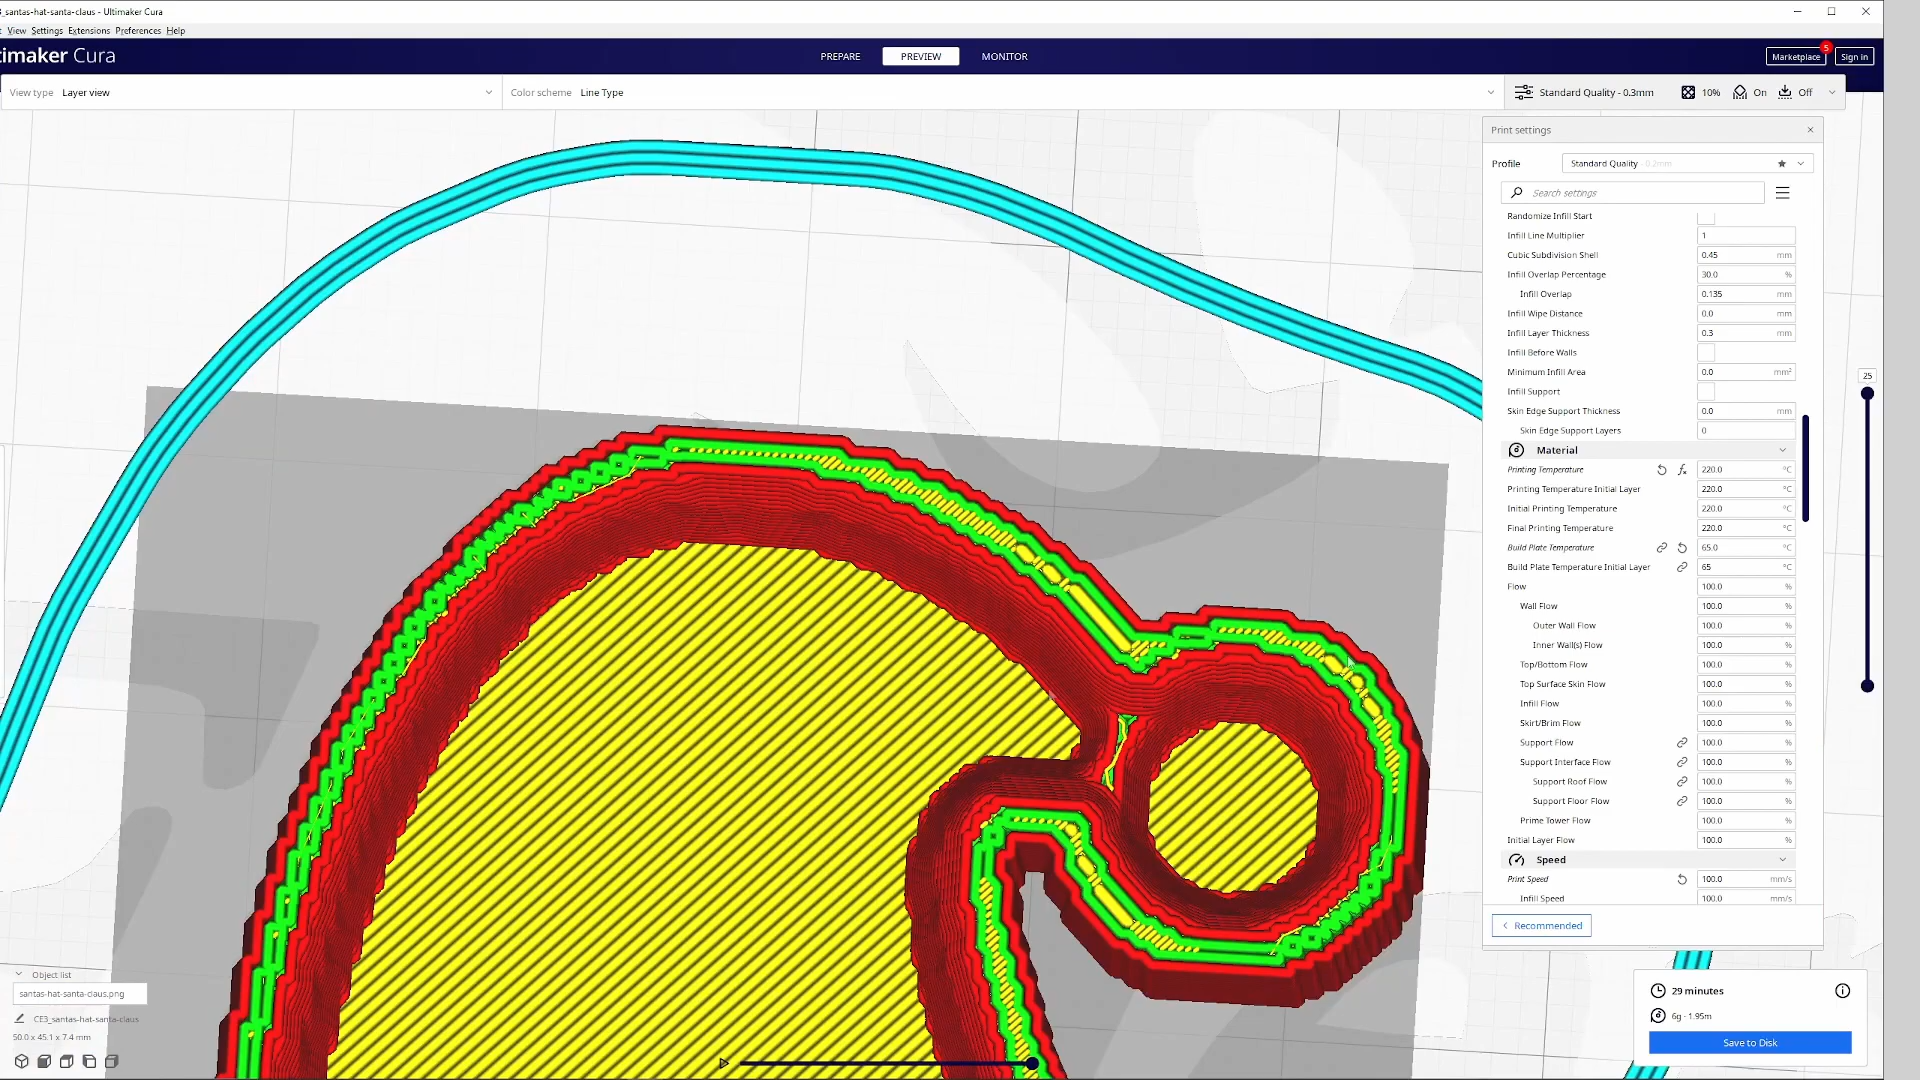 _santas-hat-santa-claus - Ultimaker Cura
View Settings Extensions Preferences Help
timaker Cura
PREPARE PREVIEW MONITOR
Marketplace 5 Sign in
View type Layer view
Color scheme Line Type
Standard Quality - 0.3mm 10% On Off
Print settings
Profile Standard Quality - 0.2mm
Search settings
Randomize Infill Start
Infill Line Multiplier 1
Cubic Subdivision Shell 0.45 mm
Infill Overlap Percentage 30.0 %
Infill Overlap 0.135 mm
Infill Wipe Distance 0.0 mm
Infill Layer Thickness 0.3 mm
Infill Before Walls
Minimum Infill Area 0.0 mm²
Infill Support
Skin Edge Support Thickness 0.0 mm
Skin Edge Support Layers 0
Material
Printing Temperature 220.0 °C
Printing Temperature Initial Layer 220.0 °C
Initial Printing Temperature 220.0 °C
Final Printing Temperature 220.0 °C
Build Plate Temperature 65.0 °C
Build Plate Temperature Initial Layer 65 °C
Flow 100.0 %
Wall Flow 100.0 %
Outer Wall Flow 100.0 %
Inner Wall(s) Flow 100.0 %
Top/Bottom Flow 100.0 %
Top Surface Skin Flow 100.0 %
Infill Flow 100.0 %
Skirt/Brim Flow 100.0 %
Support Flow 100.0 %
Support Interface Flow 100.0 %
Support Roof Flow 100.0 %
Support Floor Flow 100.0 %
Prime Tower Flow 100.0 %
Initial Layer Flow 100.0 %
Speed
Print Speed 100.0 mm/s
Infill Speed 100.0 mm/s
Recommended
25
Object list
santas-hat-santa-claus.png
CE3_santas-hat-santa-claus
50.0 x 45.1 x 7.4 mm
29 minutes
6g · 1.95m
Save to Disk